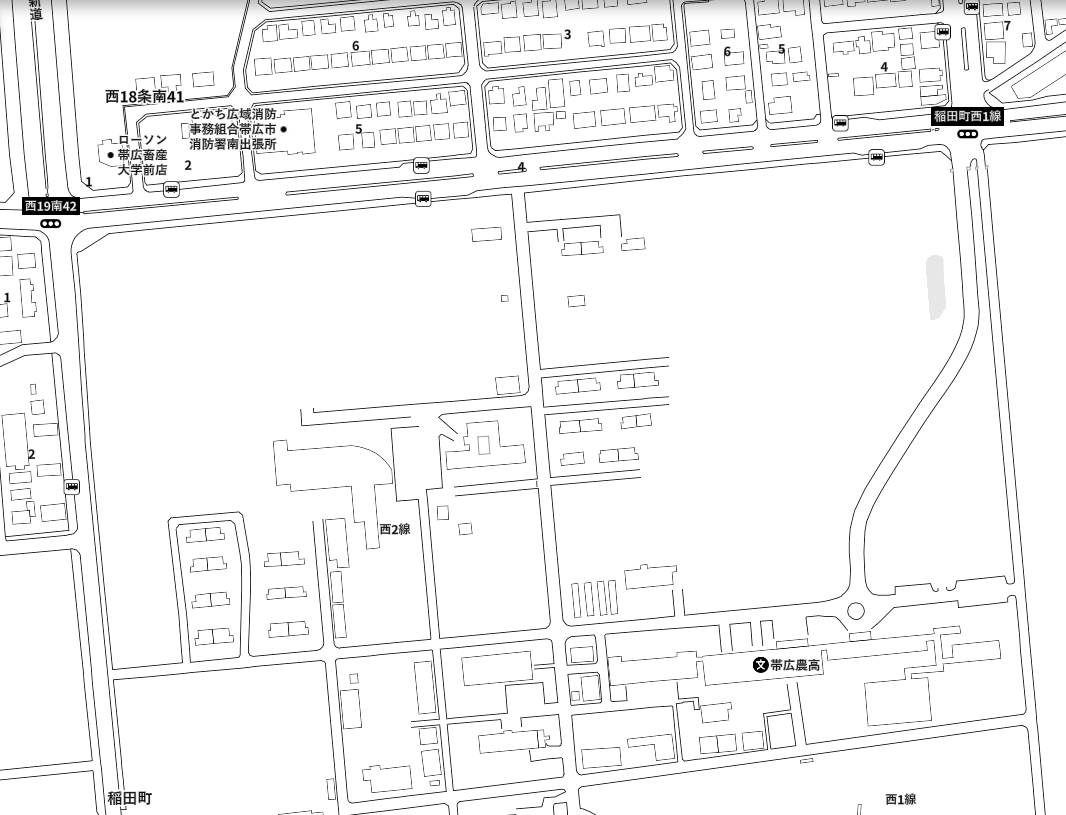 新道
6
3
6
5
7
4
西18条南41
とかち広域消防
事務組合帯広市
消防署南出張所
5
稲田町西1線
ローソン
帯広畜産
大学前店
2
4
1
西19南42
1
2
西2線
文
帯広農高
稲田町
西1線